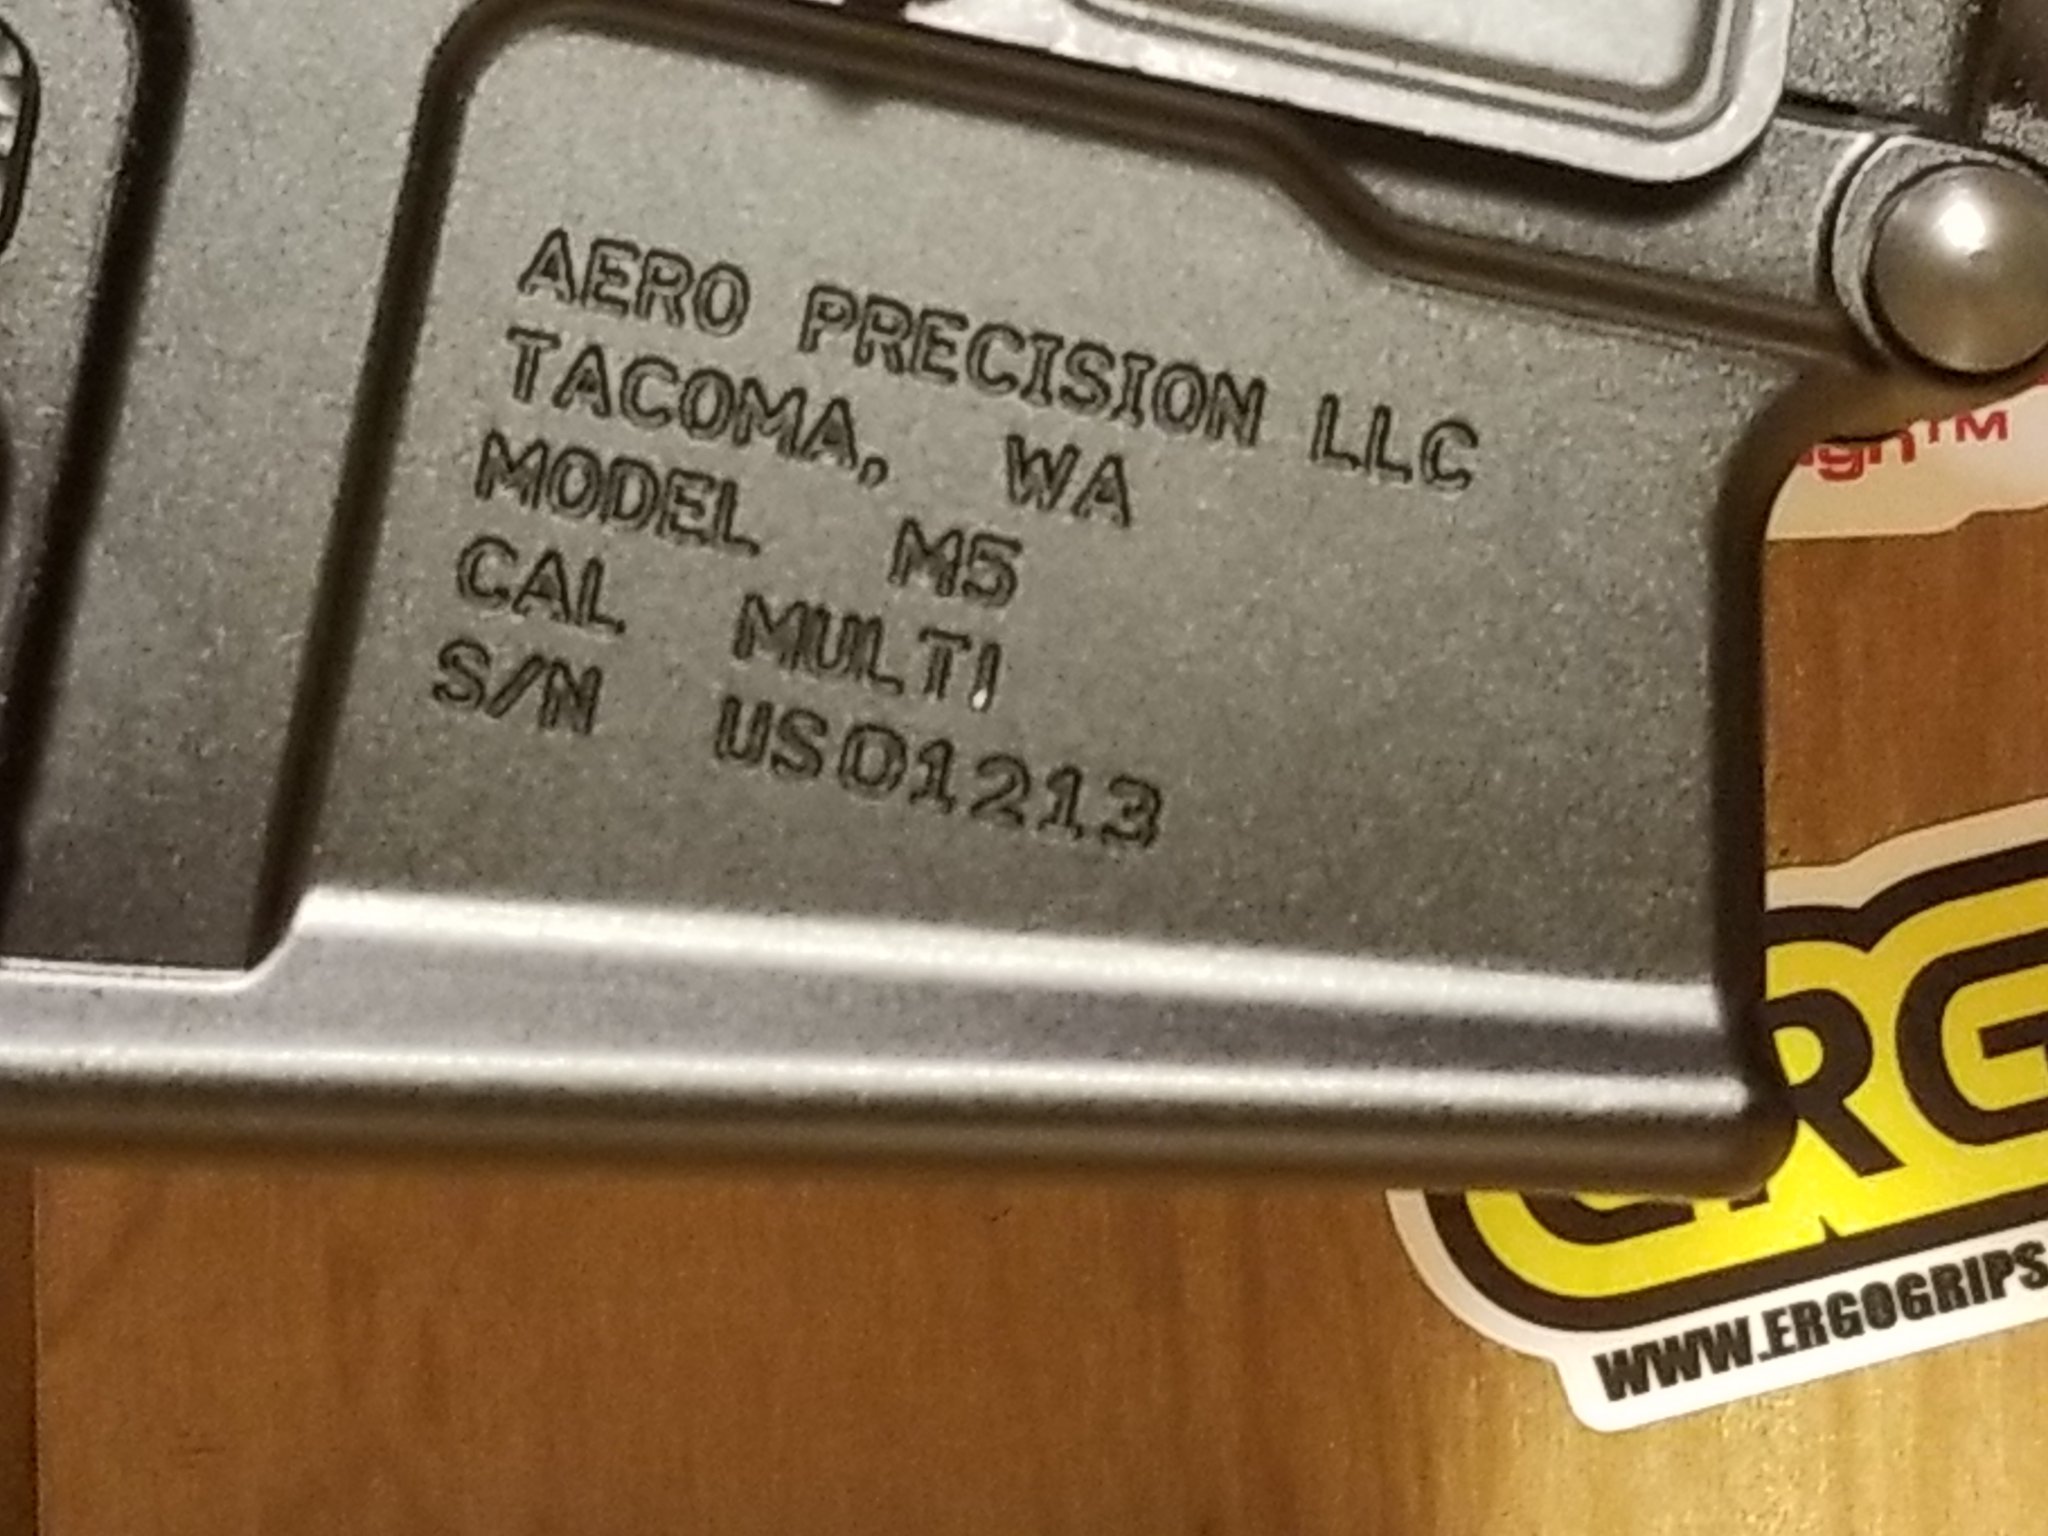 AERO PRECISION LLC
TACOMA, WA
MODEL M5
CAL MULTI
S/N US01213
WWW.ERGOGRIPS.